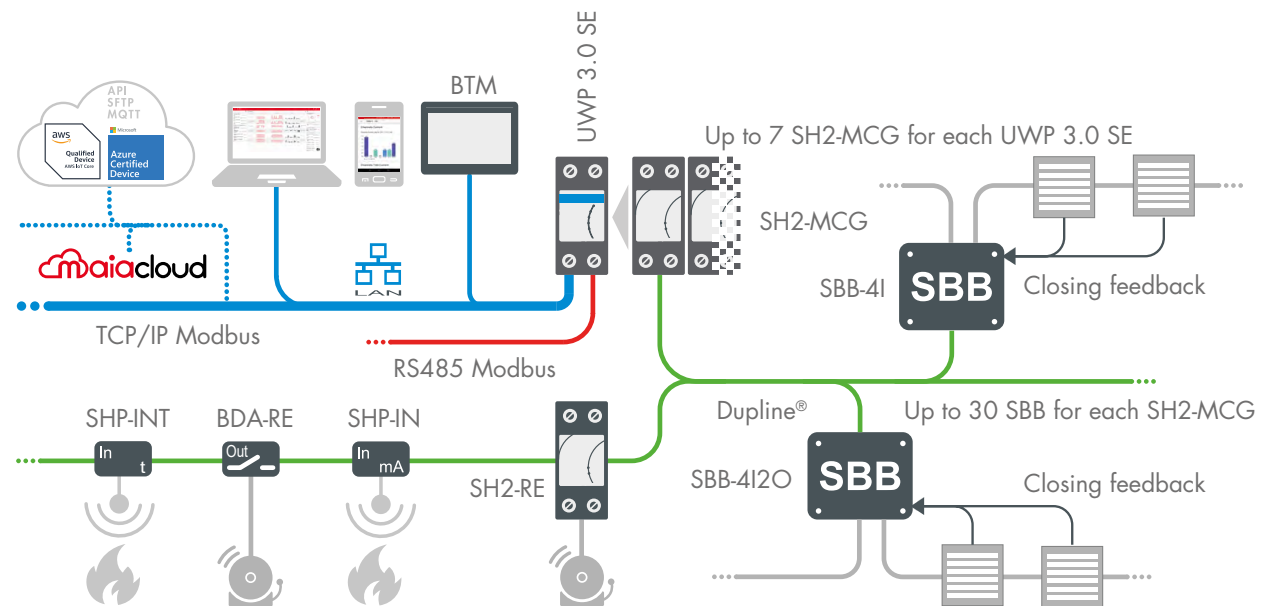 API
SFTP
MQTT
aws
Qualified
Device
AWS IoT Core
Microsoft
Azure
Certified
Device
BTM
UWP 3.0 SE
Up to 7 SH2-MCG for each UWP 3.0 SE
SH2-MCG
maiacloud
LAN
SBB-4I
SBB
Closing feedback
TCP/IP Modbus
RS485 Modbus
Dupline®
Up to 30 SBB for each SH2-MCG
SHP-INT
BDA-RE
SHP-IN
In
t
Out
In
mA
SH2-RE
SBB-4I2O
SBB
Closing feedback